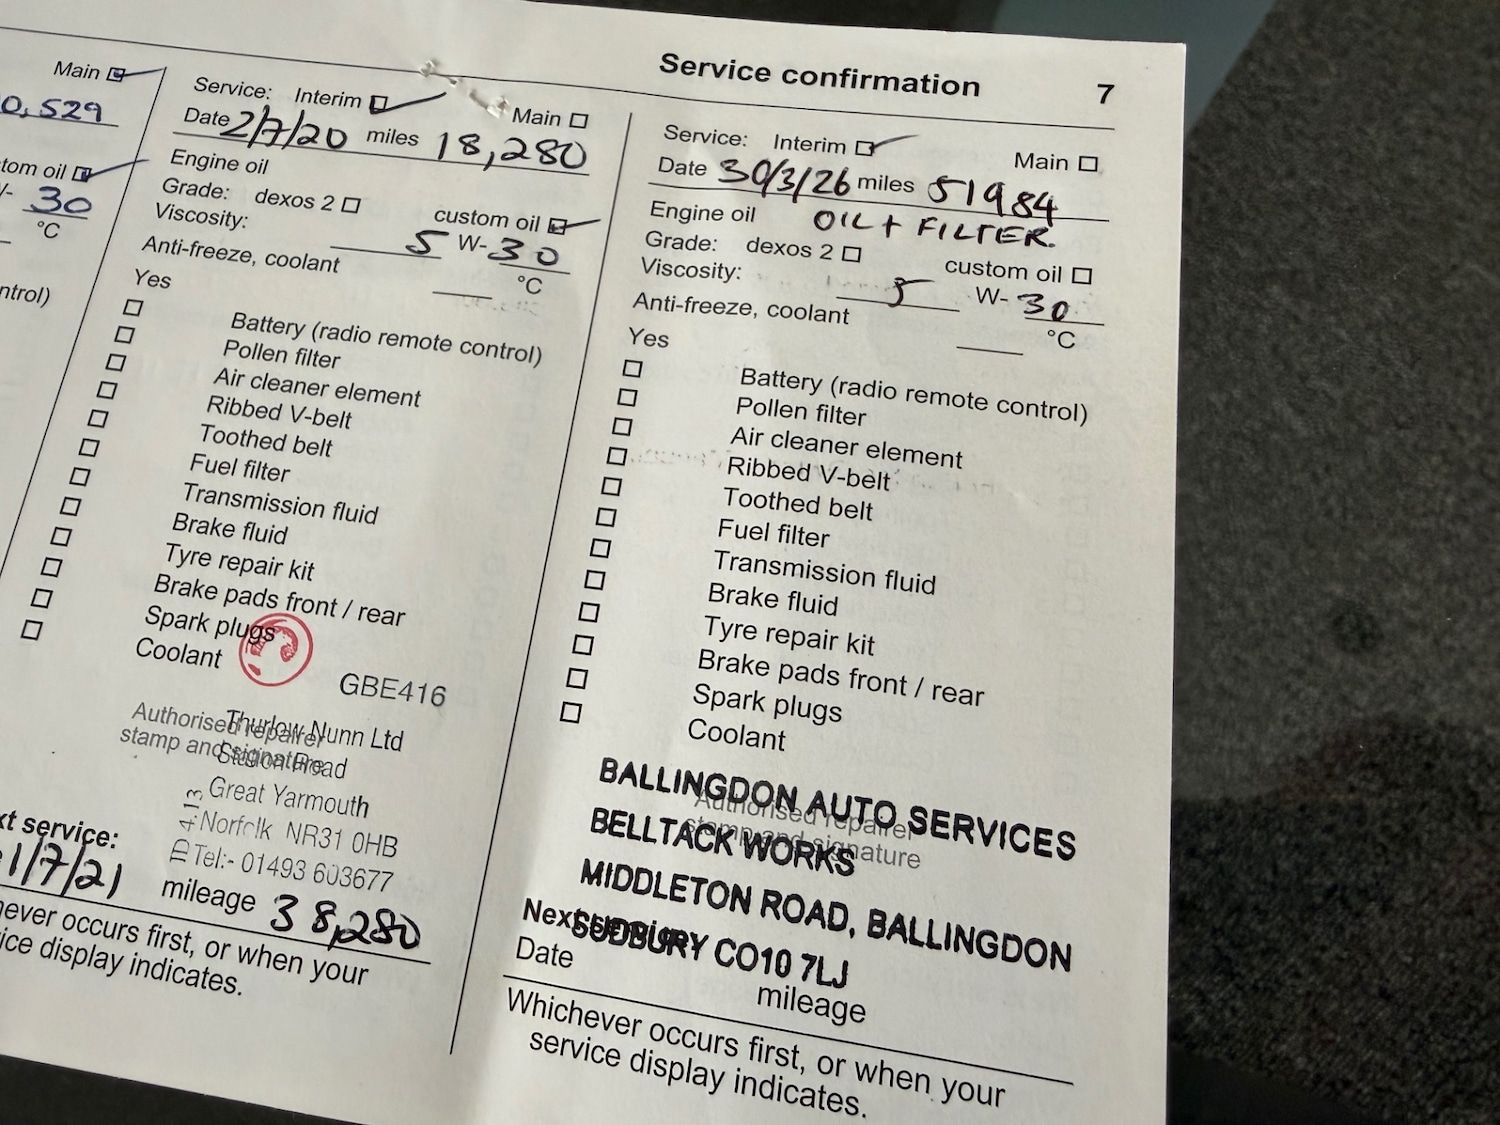 Service confirmation 7
Main
0,529
tom oil
30
°C
ntrol)
xt service:
1/7/21
never occurs first, or when your
ice display indicates.
Service: Interim Main
Date 2/7/20 miles 18,280
Engine oil
Grade: dexos 2 custom oil
Viscosity: 5 W- 30
Anti-freeze, coolant °C
Yes
Battery (radio remote control)
Pollen filter
Air cleaner element
Ribbed V-belt
Toothed belt
Fuel filter
Transmission fluid
Brake fluid
Tyre repair kit
Brake pads front / rear
Spark plugs
Coolant
GBE416
Authorised repairer
stamp and signature
Thurlow Nunn Ltd
Station Road
Great Yarmouth
Norfolk NR31 0HB
Tel:- 01493 603677
mileage 38,280
Service: Interim Main
Date 30/3/26 miles 51984
Engine oil OIL + FILTER.
Grade: dexos 2 custom oil
Viscosity: 5 W- 30
Anti-freeze, coolant °C
Yes
Battery (radio remote control)
Pollen filter
Air cleaner element
Ribbed V-belt
Toothed belt
Fuel filter
Transmission fluid
Brake fluid
Tyre repair kit
Brake pads front / rear
Spark plugs
Coolant
Authorised repairer
stamp and signature
BALLINGDON AUTO SERVICES
BELLTACK WORKS
MIDDLETON ROAD, BALLINGDON
SUDBURY CO10 7LJ
Next service:
Date mileage
Whichever occurs first, or when your
service display indicates.